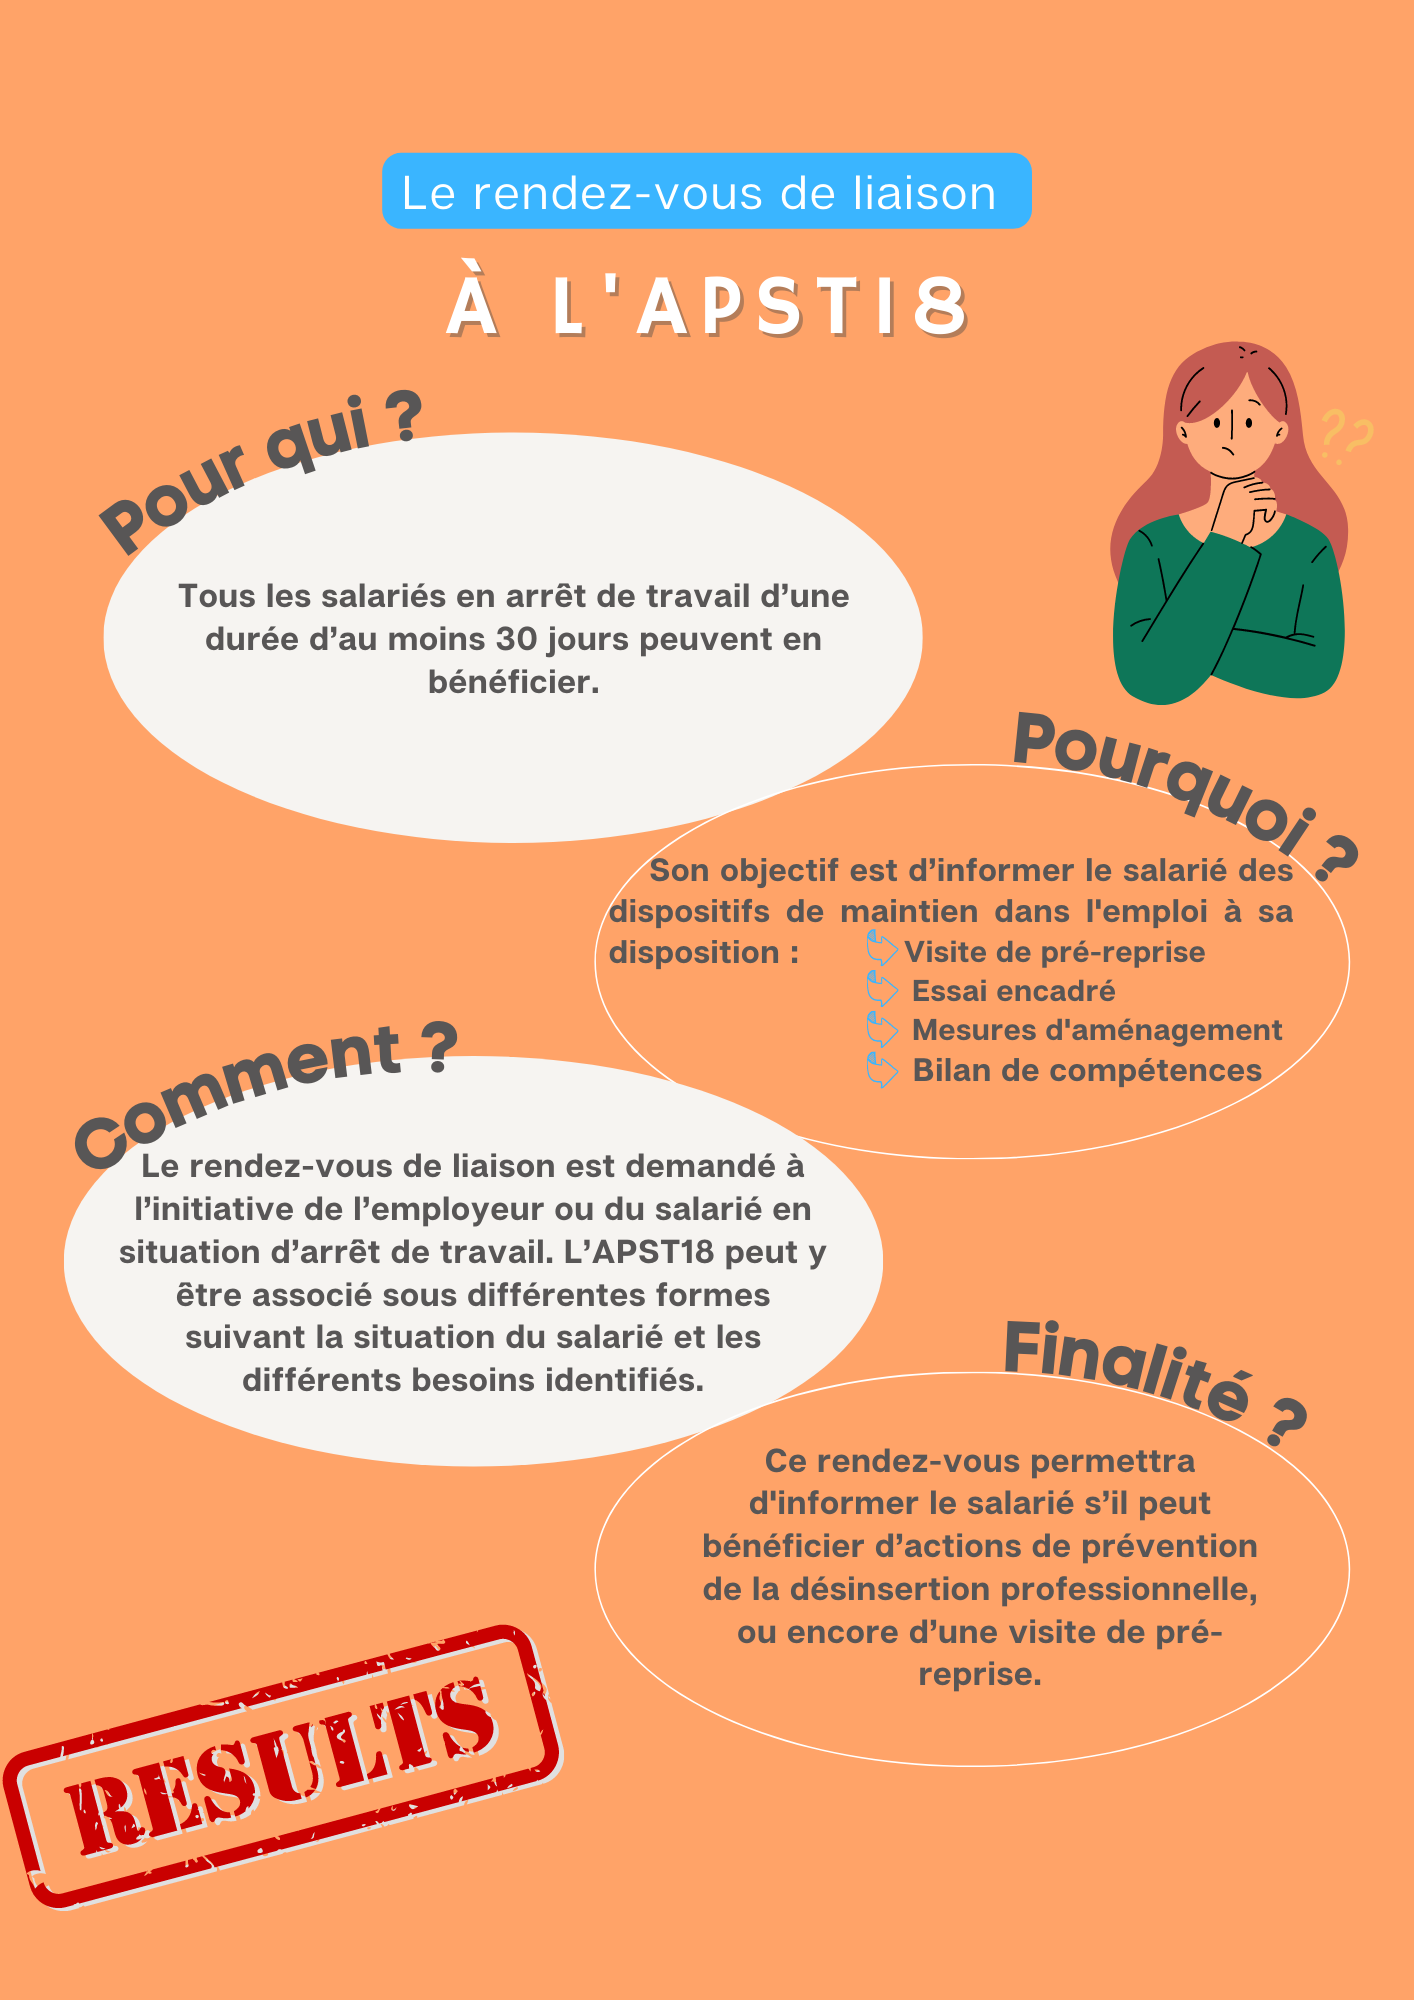 Le rendez-vous de liaison
À L'APST18
Pour qui ?
Tous les salariés en arrêt de travail d’une
durée d’au moins 30 jours peuvent en
bénéficier.
??
Pourquoi ?
Son objectif est d’informer le salarié des
dispositifs de maintien dans l'emploi à sa
disposition :
Visite de pré-reprise
Essai encadré
Mesures d'aménagement
Bilan de compétences
Comment ?
Le rendez-vous de liaison est demandé à
l’initiative de l’employeur ou du salarié en
situation d’arrêt de travail. L’APST18 peut y
être associé sous différentes formes
suivant la situation du salarié et les
différents besoins identifiés.
Finalité ?
Ce rendez-vous permettra
d'informer le salarié s’il peut
bénéficier d’actions de prévention
de la désinsertion professionnelle,
ou encore d’une visite de pré-
reprise.
RESULTS